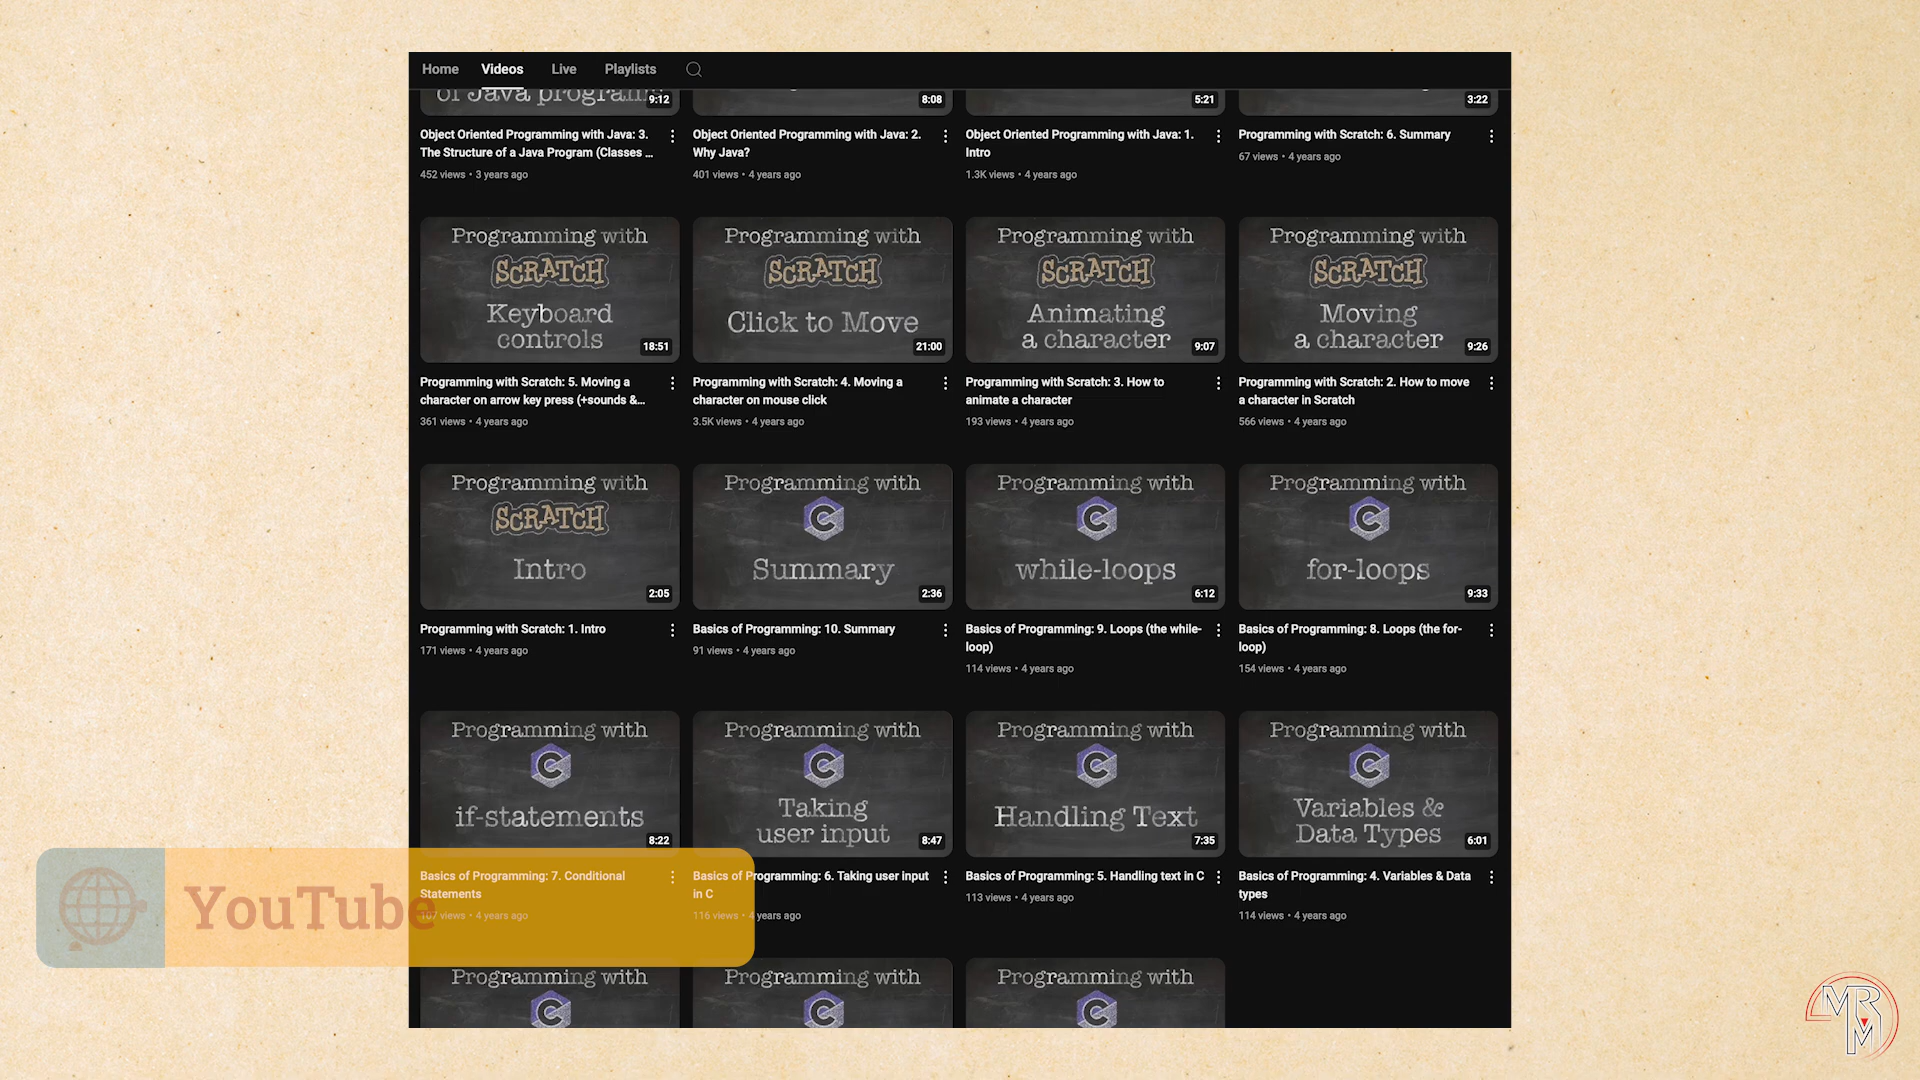 Home Videos Live Playlists
of Java program
9:12
8:08
5:21
3:22
Object Oriented Programming with Java: 3.
The Structure of a Java Program (Classes ...
452 views • 3 years ago
Object Oriented Programming with Java: 2.
Why Java?
401 views • 4 years ago
Object Oriented Programming with Java: 1.
Intro
1.3K views • 4 years ago
Programming with Scratch: 6. Summary
67 views • 4 years ago
Programming with
SCRATCH
Keyboard
controls
18:51
Programming with Scratch: 5. Moving a
character on arrow key press (+sounds &...
361 views • 4 years ago
Programming with
SCRATCH
Click to Move
21:00
Programming with Scratch: 4. Moving a
character on mouse click
3.5K views • 4 years ago
Programming with
SCRATCH
Animating
a character
9:07
Programming with Scratch: 3. How to
animate a character
193 views • 4 years ago
Programming with
SCRATCH
Moving
a character
9:26
Programming with Scratch: 2. How to move
a character in Scratch
566 views • 4 years ago
Programming with
SCRATCH
Intro
2:05
Programming with Scratch: 1. Intro
171 views • 4 years ago
Programming with
C
Summary
2:36
Basics of Programming: 10. Summary
91 views • 4 years ago
Programming with
C
while-loops
6:12
Basics of Programming: 9. Loops (the while-
loop)
114 views • 4 years ago
Programming with
C
for-loops
9:33
Basics of Programming: 8. Loops (the for-
loop)
154 views • 4 years ago
Programming with
C
if-statements
8:22
Basics of Programming: 7. Conditional
Statements
views • 4 years ago
Programming with
C
Taking
user input
8:47
Basics of Programming: 6. Taking user input
in C
116 views • 4 years ago
Programming with
C
Handling Text
7:35
Basics of Programming: 5. Handling text in C
113 views • 4 years ago
Programming with
C
Variables &
Data Types
6:01
Basics of Programming: 4. Variables & Data
types
114 views • 4 years ago
YouTube
Programming with
C
Programming with
C
Programming with
C
MRM